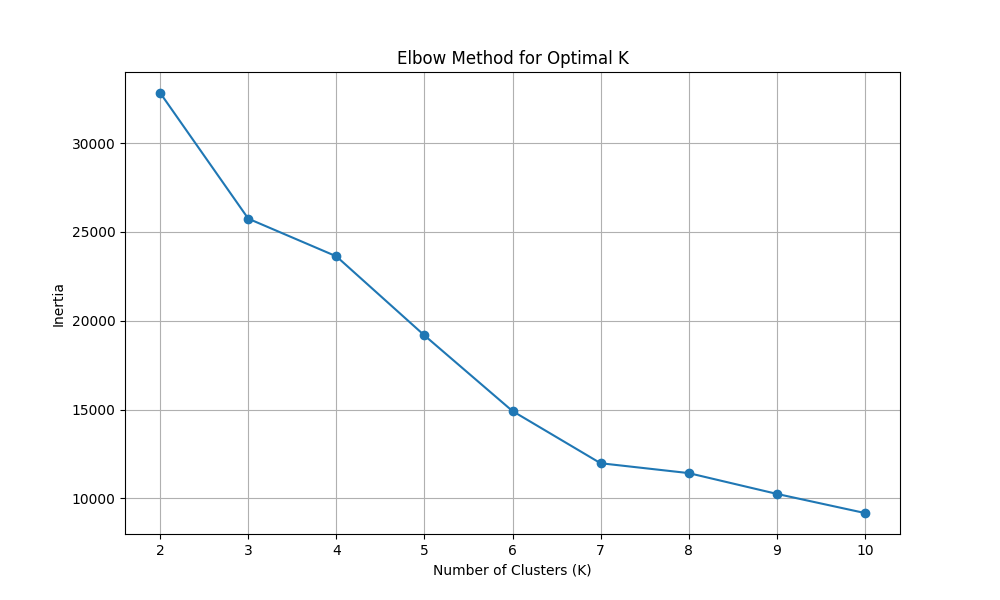 Elbow Method for Optimal K
Inertia
30000
25000
20000
15000
10000
2 3 4 5 6 7 8 9 10
Number of Clusters (K)